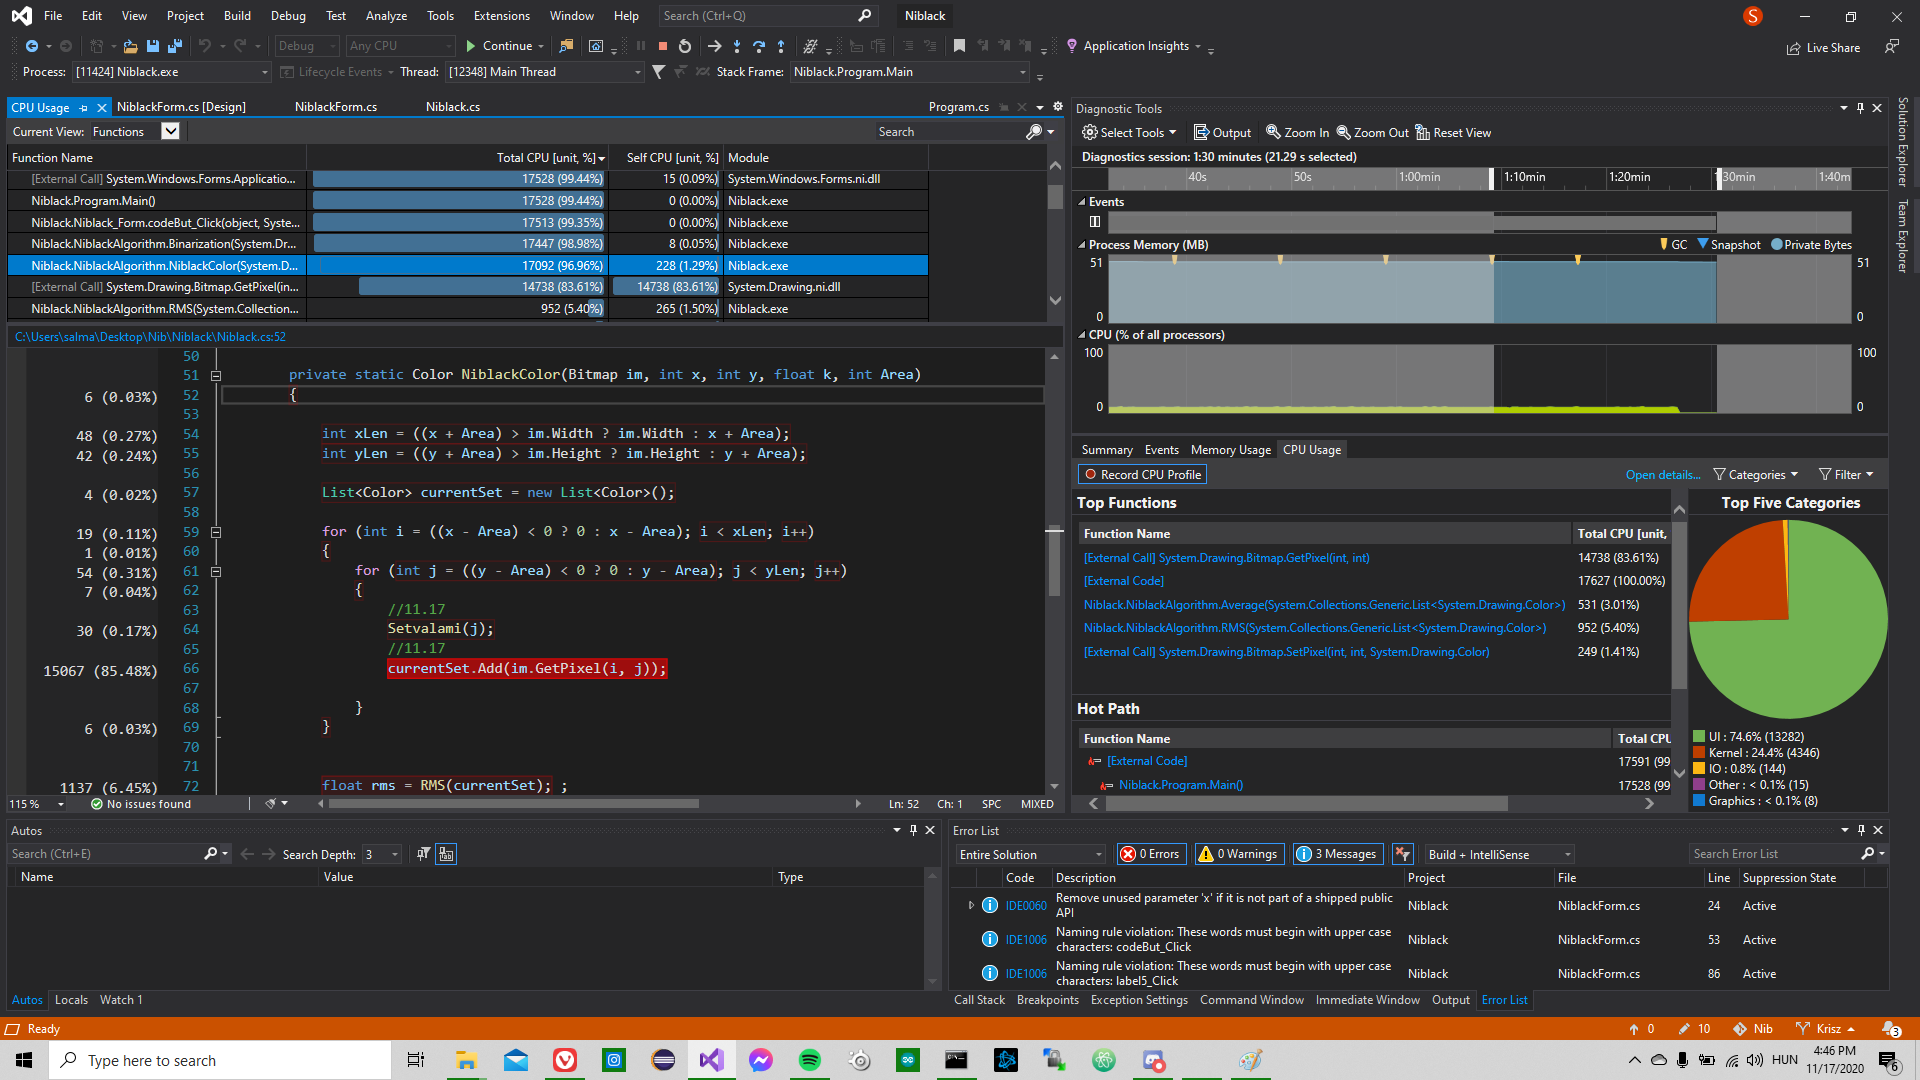 File Edit View Project Build Debug Test Analyze Tools Extensions Window Help Search (Ctrl+Q) Niblack S
Debug Any CPU Continue Application Insights Live Share
Process: [11424] Niblack.exe Lifecycle Events Thread: [12348] Main Thread Stack Frame: Niblack.Program.Main
CPU Usage NiblackForm.cs [Design] NiblackForm.cs Niblack.cs Program.cs
Current View: Functions Search
Function Name Total CPU [unit, %] Self CPU [unit, %] Module
[External Call] System.Windows.Forms.Applicatio... 17528 (99.44%) 15 (0.09%) System.Windows.Forms.ni.dll
Niblack.Program.Main() 17528 (99.44%) 0 (0.00%) Niblack.exe
Niblack.Niblack_Form.codeBut_Click(object, Syste... 17513 (99.35%) 0 (0.00%) Niblack.exe
Niblack.NiblackAlgorithm.Binarization(System.Dr... 17447 (98.98%) 8 (0.05%) Niblack.exe
Niblack.NiblackAlgorithm.NiblackColor(System.D... 17092 (96.96%) 228 (1.29%) Niblack.exe
[External Call] System.Drawing.Bitmap.GetPixel(in... 14738 (83.61%) 14738 (83.61%) System.Drawing.ni.dll
Niblack.NiblackAlgorithm.RMS(System.Collection... 952 (5.40%) 265 (1.50%) Niblack.exe
C:\Users\salma\Desktop\Nib\Niblack\Niblack.cs:52
50
51 private static Color NiblackColor(Bitmap im, int x, int y, float k, int Area)
6 (0.03%) 52 {
53
48 (0.27%) 54 int xLen = ((x + Area) > im.Width ? im.Width : x + Area);
42 (0.24%) 55 int yLen = ((y + Area) > im.Height ? im.Height : y + Area);
56
4 (0.02%) 57 List<Color> currentSet = new List<Color>();
58
19 (0.11%) 59 for (int i = ((x - Area) < 0 ? 0 : x - Area); i < xLen; i++)
1 (0.01%) 60 {
54 (0.31%) 61 for (int j = ((y - Area) < 0 ? 0 : y - Area); j < yLen; j++)
7 (0.04%) 62 {
63 //11.17
30 (0.17%) 64 Setvalami(j);
65 //11.17
15067 (85.48%) 66 currentSet.Add(im.GetPixel(i, j));
67
68 }
6 (0.03%) 69 }
70
71
1137 (6.45%) 72 float rms = RMS(currentSet); ;
115 % No issues found Ln: 52 Ch: 1 SPC MIXED
Diagnostic Tools
Select Tools Output Zoom In Zoom Out Reset View
Diagnostics session: 1:30 minutes (21.29 s selected)
40s 50s 1:00min 1:10min 1:20min 1:30min 1:40m
Events
Process Memory (MB) GC Snapshot Private Bytes
51 51
0 0
CPU (% of all processors)
100 100
0 0
Summary Events Memory Usage CPU Usage
Record CPU Profile Open details... Categories Filter
Top Functions
Function Name Total CPU [unit,
[External Call] System.Drawing.Bitmap.GetPixel(int, int) 14738 (83.61%)
[External Code] 17627 (100.00%)
Niblack.NiblackAlgorithm.Average(System.Collections.Generic.List<System.Drawing.Color>) 531 (3.01%)
Niblack.NiblackAlgorithm.RMS(System.Collections.Generic.List<System.Drawing.Color>) 952 (5.40%)
[External Call] System.Drawing.Bitmap.SetPixel(int, int, System.Drawing.Color) 249 (1.41%)
Hot Path
Function Name Total CPU
[External Code] 17591 (99
Niblack.Program.Main() 17528 (99
Top Five Categories
UI : 74.6% (13282)
Kernel : 24.4% (4346)
IO : 0.8% (144)
Other : < 0.1% (15)
Graphics : < 0.1% (8)
Solution Explorer
Team Explorer
Autos
Search (Ctrl+E) Search Depth: 3
Name Value Type
Autos Locals Watch 1
Error List
Entire Solution 0 Errors 0 Warnings 3 Messages Build + IntelliSense Search Error List
Code Description Project File Line Suppression State
IDE0060 Remove unused parameter 'x' if it is not part of a shipped public API Niblack NiblackForm.cs 24 Active
IDE1006 Naming rule violation: These words must begin with upper case characters: codeBut_Click Niblack NiblackForm.cs 53 Active
IDE1006 Naming rule violation: These words must begin with upper case characters: label5_Click Niblack NiblackForm.cs 86 Active
Call Stack Breakpoints Exception Settings Command Window Immediate Window Output Error List
Ready 0 10 Nib Krisz 3
Type here to search HUN 4:46 PM
11/17/2020 6